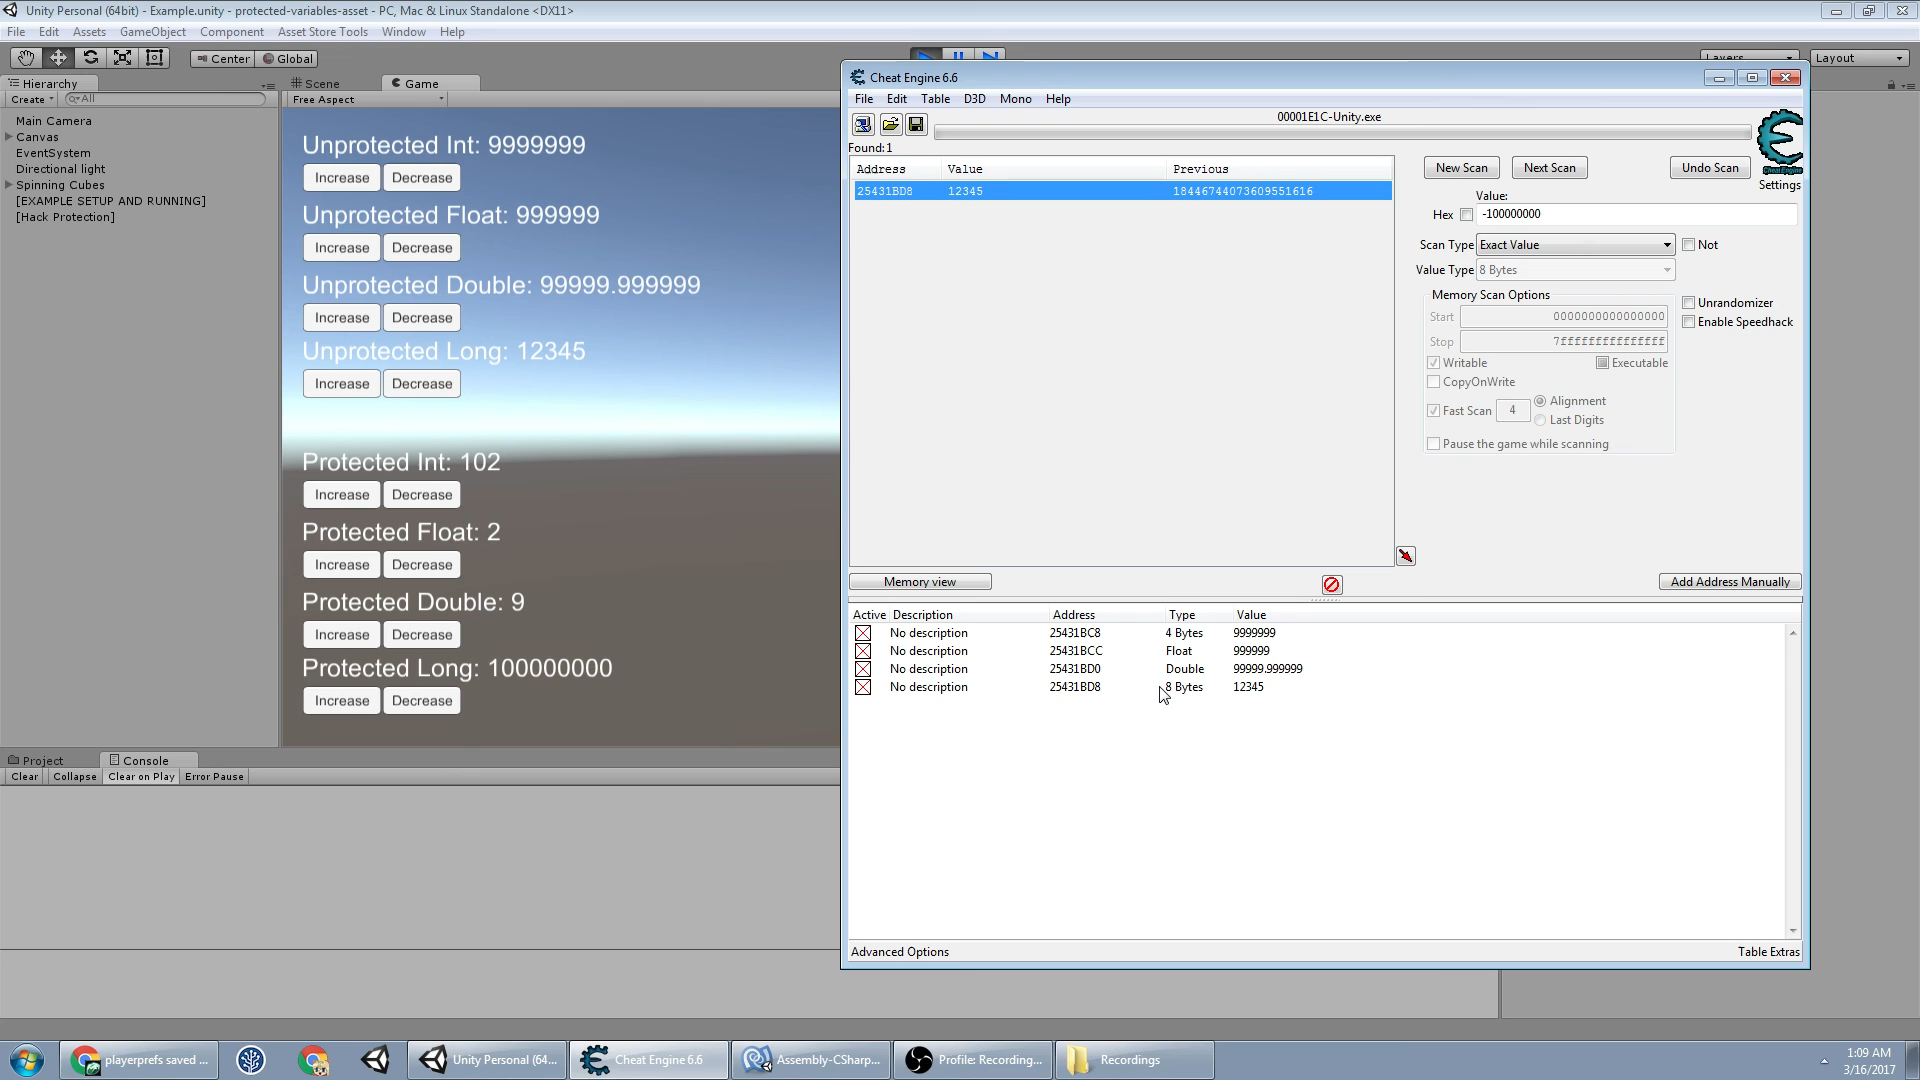 Unity Personal (64bit) - Example.unity - protected-variables-asset - PC, Mac & Linux Standalone <DX11>
File Edit Assets GameObject Component Asset Store Tools Window Help
Center Global
Layers Layout
Hierarchy
Create All
Main Camera
Canvas
EventSystem
Directional light
Spinning Cubes
[EXAMPLE SETUP AND RUNNING]
[Hack Protection]
Scene Game
Free Aspect
Unprotected Int: 9999999
Increase Decrease
Unprotected Float: 999999
Increase Decrease
Unprotected Double: 99999.999999
Increase Decrease
Unprotected Long: 12345
Increase Decrease
Protected Int: 102
Increase Decrease
Protected Float: 2
Increase Decrease
Protected Double: 9
Increase Decrease
Protected Long: 100000000
Increase Decrease
Project Console
Clear Collapse Clear on Play Error Pause
Cheat Engine 6.6
File Edit Table D3D Mono Help
00001E1C-Unity.exe
Found: 1
Address Value Previous
25431BD8 12345 18446744073609551616
New Scan Next Scan Undo Scan
Cheat Engine
Settings
Value:
Hex -100000000
Scan Type Exact Value Not
Value Type 8 Bytes
Memory Scan Options
Start 0000000000000000
Stop 7fffffffffffffff
Writable Executable
CopyOnWrite
Fast Scan 4 Alignment
Last Digits
Pause the game while scanning
Unrandomizer
Enable Speedhack
Memory view Add Address Manually
Active Description Address Type Value
No description 25431BC8 4 Bytes 9999999
No description 25431BCC Float 999999
No description 25431BD0 Double 99999.999999
No description 25431BD8 8 Bytes 12345
Advanced Options Table Extras
playerprefs saved ... Unity Personal (64... Cheat Engine 6.6 Assembly-CSharp... Profile: Recording... Recordings
1:09 AM
3/16/2017